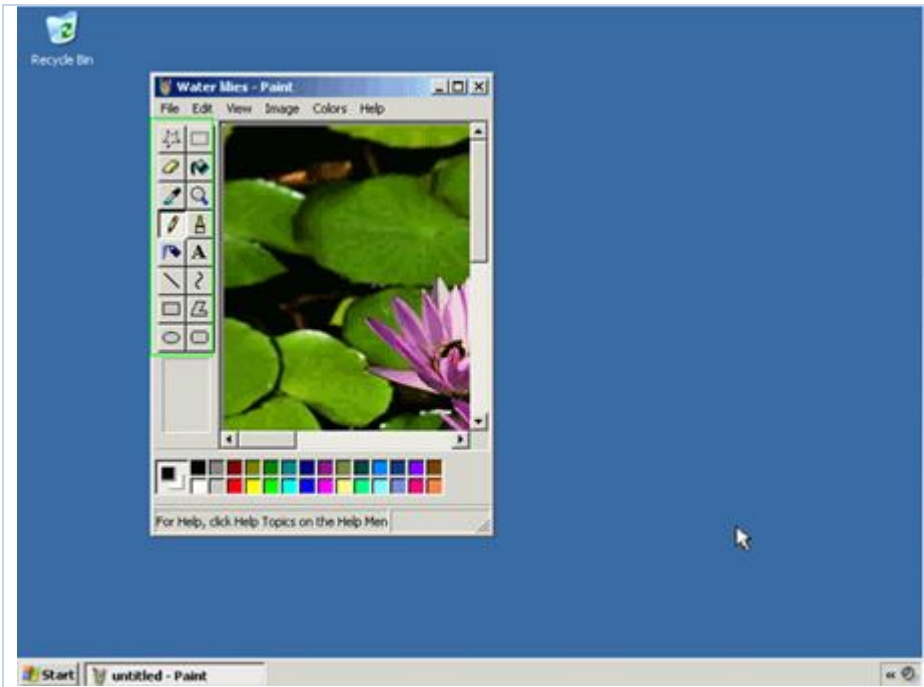 Recycle Bin
Water lilies - Paint
File Edit View Image Colors Help
A
For Help, click Help Topics on the Help Men
Start
untitled - Paint